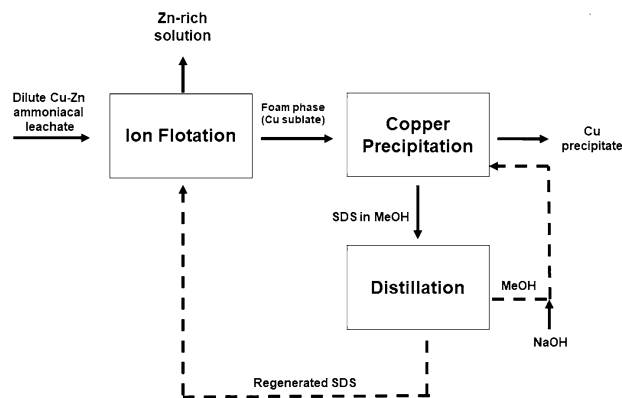 Zn-rich
solution
Dilute Cu-Zn
ammoniacal
leachate
Ion Flotation
Foam phase
(Cu sublate)
Copper
Precipitation
Cu
precipitate
SDS in MeOH
Distillation
MeOH
NaOH
Regenerated SDS